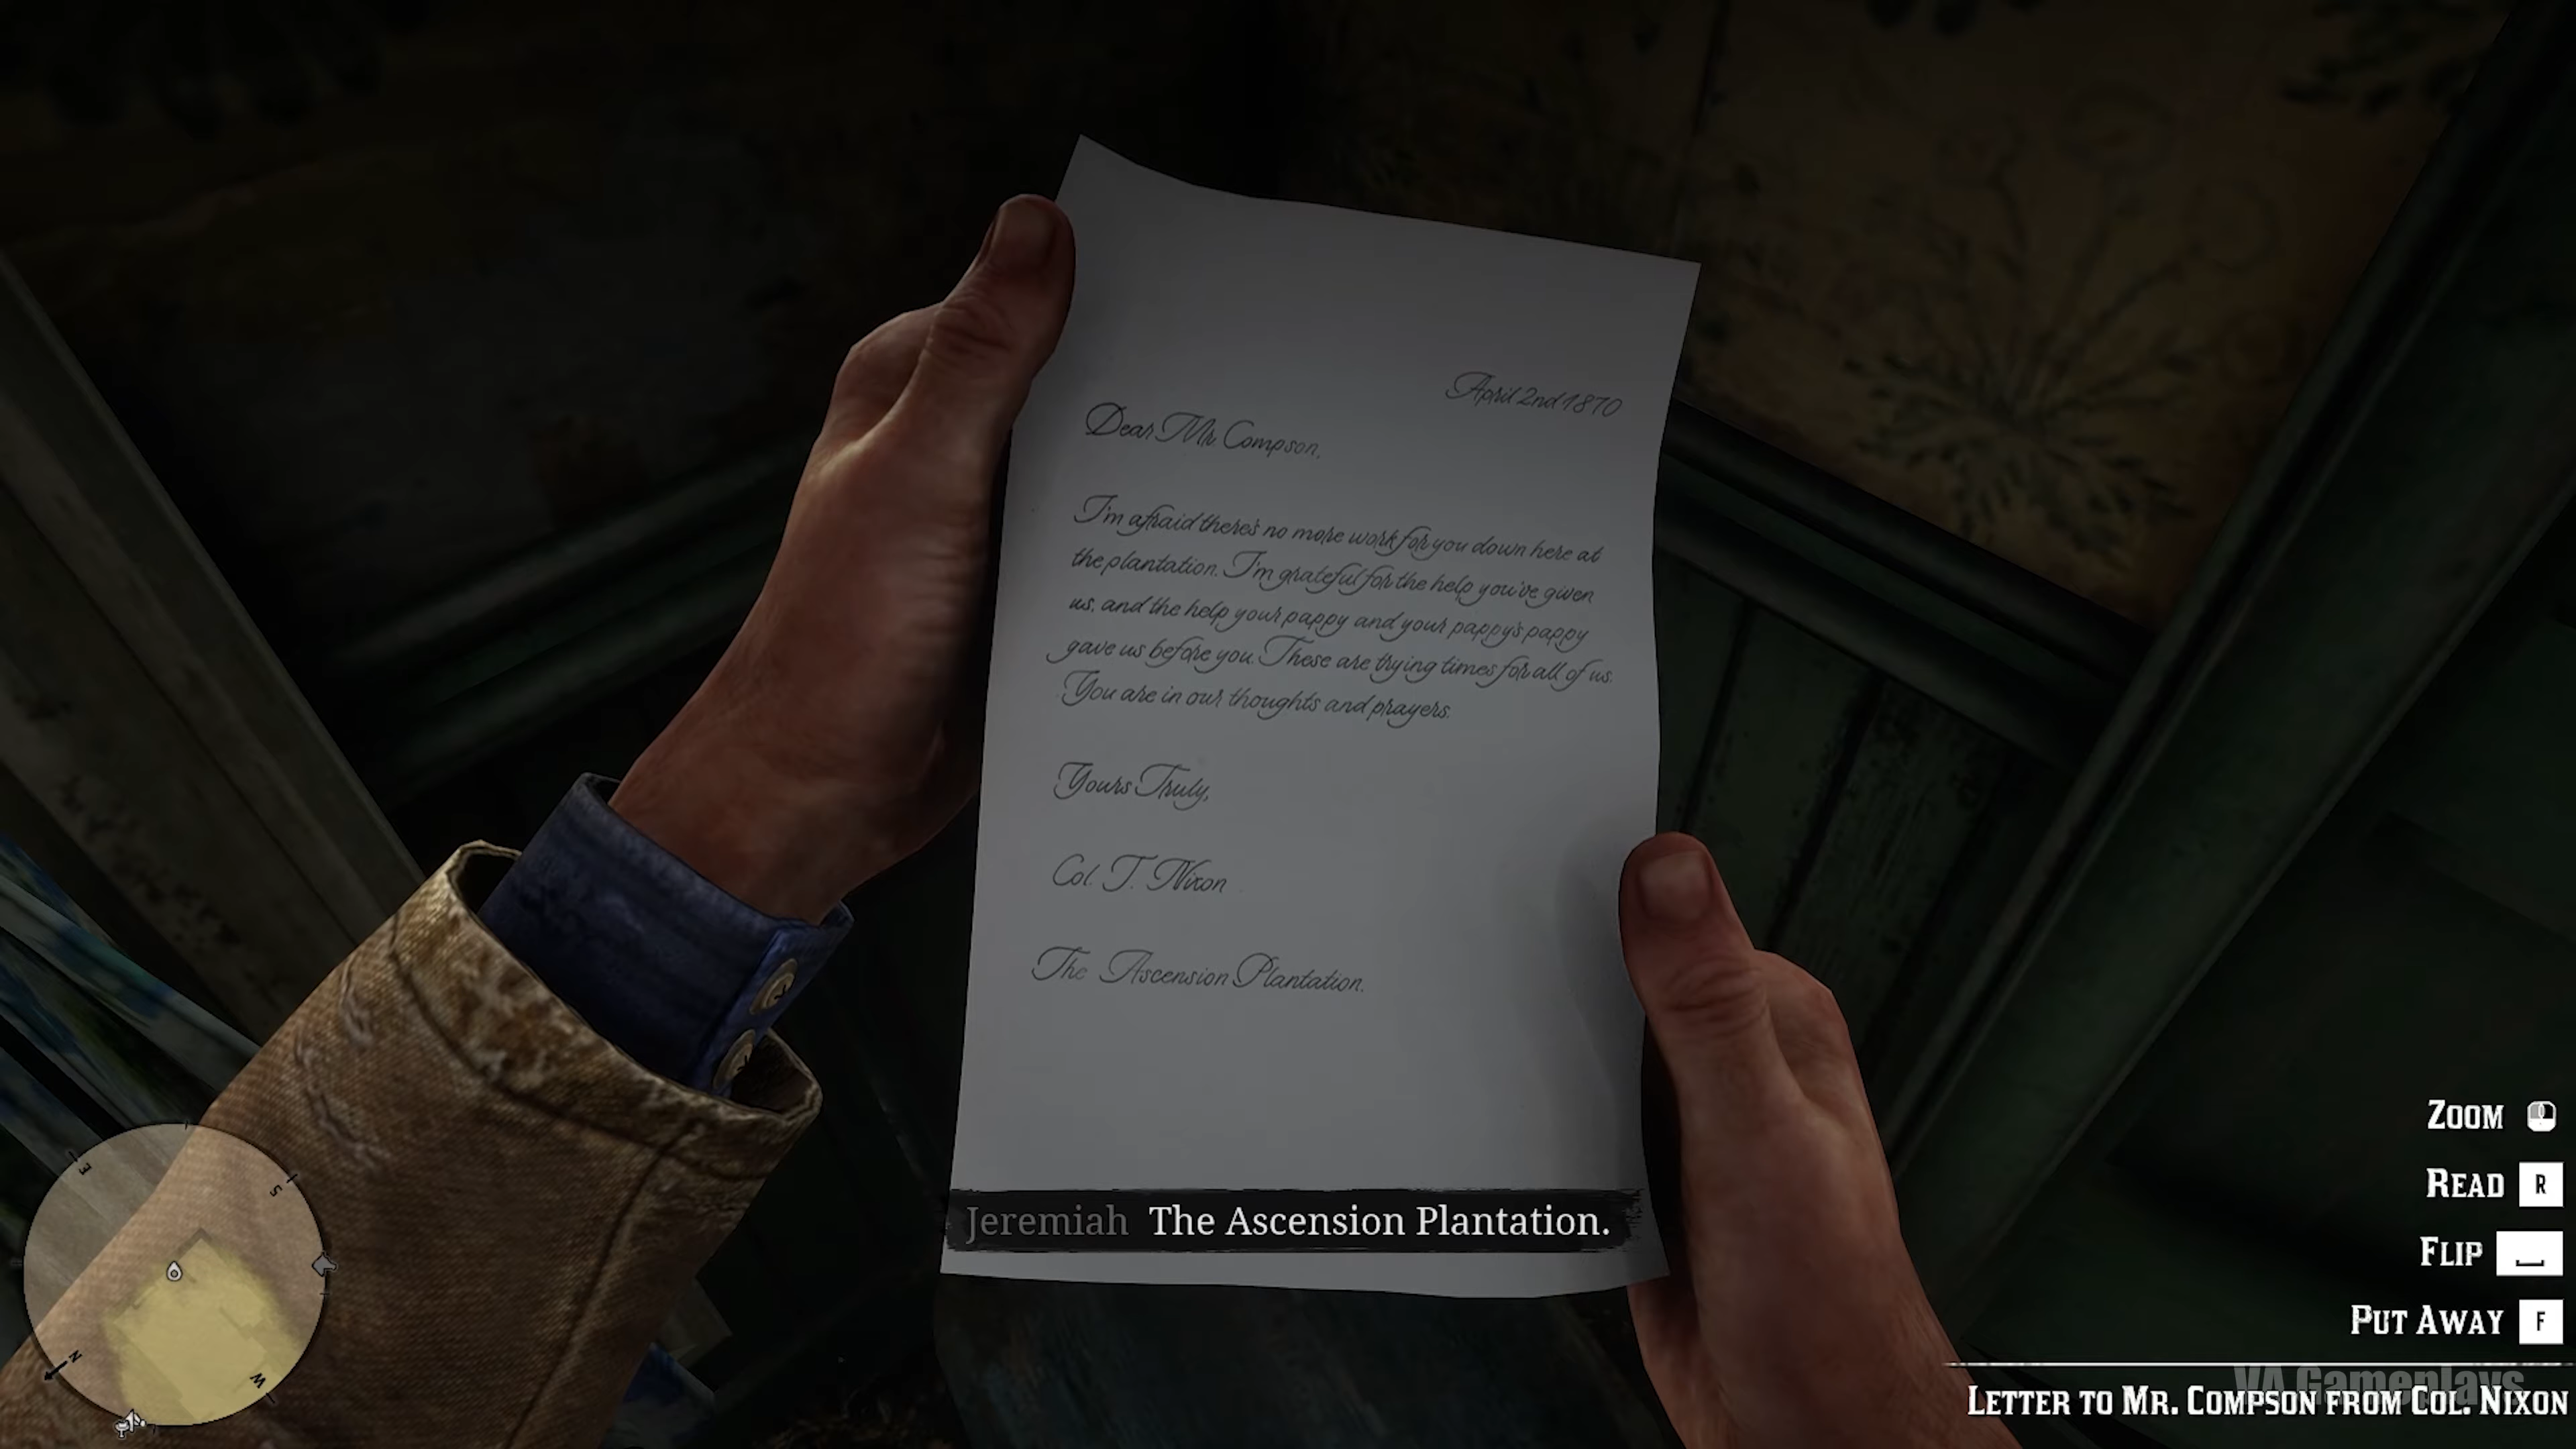 April 2nd 1870
Dear Mr Compson,
I'm afraid there's no more work for you down here at
the plantation. I'm grateful for the help you've given
us, and the help your pappy and your pappy's pappy
gave us before you. These are trying times for all of us.
You are in our thoughts and prayers.
Yours Truly,
Col. T. Nixon
The Ascension Plantation.
Jeremiah The Ascension Plantation.
E
S
N
W
ZOOM
READ R
FLIP
PUT AWAY F
VA Gameplays
LETTER TO MR. COMPSON FROM COL. NIXON